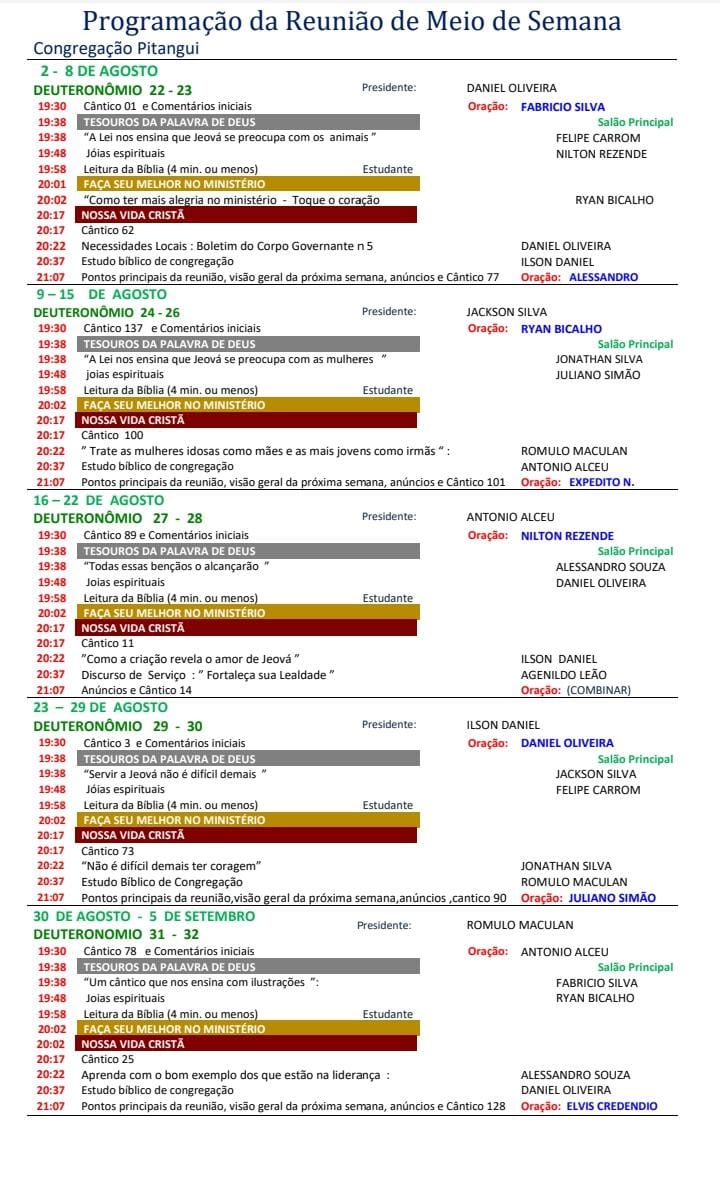 Programação da Reunião de Meio de Semana
Congregação Pitangui
2 - 8 DE AGOSTO
DEUTERONÔMIO 22 - 23 Presidente: DANIEL OLIVEIRA
19:30 Cântico 01 e Comentários iniciais Oração: FABRICIO SILVA
19:38 TESOUROS DA PALAVRA DE DEUS Salão Principal
19:38 “A Lei nos ensina que Jeová se preocupa com os animais ” FELIPE CARROM
19:48 Jóias espirituais NILTON REZENDE
19:58 Leitura da Bíblia (4 min. ou menos) Estudante
20:01 FAÇA SEU MELHOR NO MINISTÉRIO
20:02 “Como ter mais alegria no ministério - Toque o coração RYAN BICALHO
20:17 NOSSA VIDA CRISTÃ
20:17 Cântico 62
20:22 Necessidades Locais : Boletim do Corpo Governante n 5 DANIEL OLIVEIRA
20:37 Estudo bíblico de congregação ILSON DANIEL
21:07 Pontos principais da reunião, visão geral da próxima semana, anúncios e Cântico 77 Oração: ALESSANDRO
9 – 15 DE AGOSTO
DEUTERONÔMIO 24 - 26 Presidente: JACKSON SILVA
19:30 Cântico 137 e Comentários iniciais Oração: RYAN BICALHO
19:38 TESOUROS DA PALAVRA DE DEUS Salão Principal
19:38 “A Lei nos ensina que Jeová se preocupa com as mulheres ” JONATHAN SILVA
19:48 joias espirituais JULIANO SIMÃO
19:58 Leitura da Bíblia (4 min. ou menos) Estudante
20:02 FAÇA SEU MELHOR NO MINISTÉRIO
20:17 NOSSA VIDA CRISTÃ
20:17 Cântico 100
20:22 ” Trate as mulheres idosas como mães e as mais jovens como irmãs “ : ROMULO MACULAN
20:37 Estudo bíblico de congregação ANTONIO ALCEU
21:07 Pontos principais da reunião, visão geral da próxima semana, anúncios e Cântico 101 Oração: EXPEDITO N.
16 – 22 DE AGOSTO
DEUTERONÔMIO 27 - 28 Presidente: ANTONIO ALCEU
19:30 Cântico 89 e Comentários iniciais Oração: NILTON REZENDE
19:38 TESOUROS DA PALAVRA DE DEUS Salão Principal
19:38 “Todas essas bençãos o alcançarão ” ALESSANDRO SOUZA
19:48 Joias espirituais DANIEL OLIVEIRA
19:58 Leitura da Bíblia (4 min. ou menos) Estudante
20:02 FAÇA SEU MELHOR NO MINISTÉRIO
20:17 NOSSA VIDA CRISTÃ
20:17 Cântico 11
20:22 ”Como a criação revela o amor de Jeová ” ILSON DANIEL
20:37 Discurso de Serviço : ” Fortaleça sua Lealdade ” AGENILDO LEÃO
21:07 Anúncios e Cântico 14 Oração: (COMBINAR)
23 – 29 DE AGOSTO
DEUTERONÔMIO 29 - 30 Presidente: ILSON DANIEL
19:30 Cântico 3 e Comentários iniciais Oração: DANIEL OLIVEIRA
19:38 TESOUROS DA PALAVRA DE DEUS Salão Principal
19:38 “Servir a Jeová não é difícil demais ” JACKSON SILVA
19:48 Jóias espirituais FELIPE CARROM
19:58 Leitura da Bíblia (4 min. ou menos) Estudante
20:02 FAÇA SEU MELHOR NO MINISTÉRIO
20:17 NOSSA VIDA CRISTÃ
20:17 Cântico 73
20:22 “Não é difícil demais ter coragem” JONATHAN SILVA
20:37 Estudo Bíblico de Congregação ROMULO MACULAN
21:07 Pontos principais da reunião,visão geral da próxima semana,anúncios ,cantico 90 Oração: JULIANO SIMÃO
30 DE AGOSTO - 5 DE SETEMBRO
DEUTERONOMIO 31 - 32 Presidente: ROMULO MACULAN
19:30 Cântico 78 e Comentários iniciais Oração: ANTONIO ALCEU
19:38 TESOUROS DA PALAVRA DE DEUS Salão Principal
19:38 “Um cântico que nos ensina com ilustrações ”: FABRICIO SILVA
19:48 Joias espirituais RYAN BICALHO
19:58 Leitura da Bíblia (4 min. ou menos) Estudante
20:02 FAÇA SEU MELHOR NO MINISTÉRIO
20:02 NOSSA VIDA CRISTÃ
20:17 Cântico 25
20:22 Aprenda com o bom exemplo dos que estão na liderança : ALESSANDRO SOUZA
20:37 Estudo bíblico de congregação DANIEL OLIVEIRA
21:07 Pontos principais da reunião, visão geral da próxima semana, anúncios e Cântico 128 Oração: ELVIS CREDENDIO